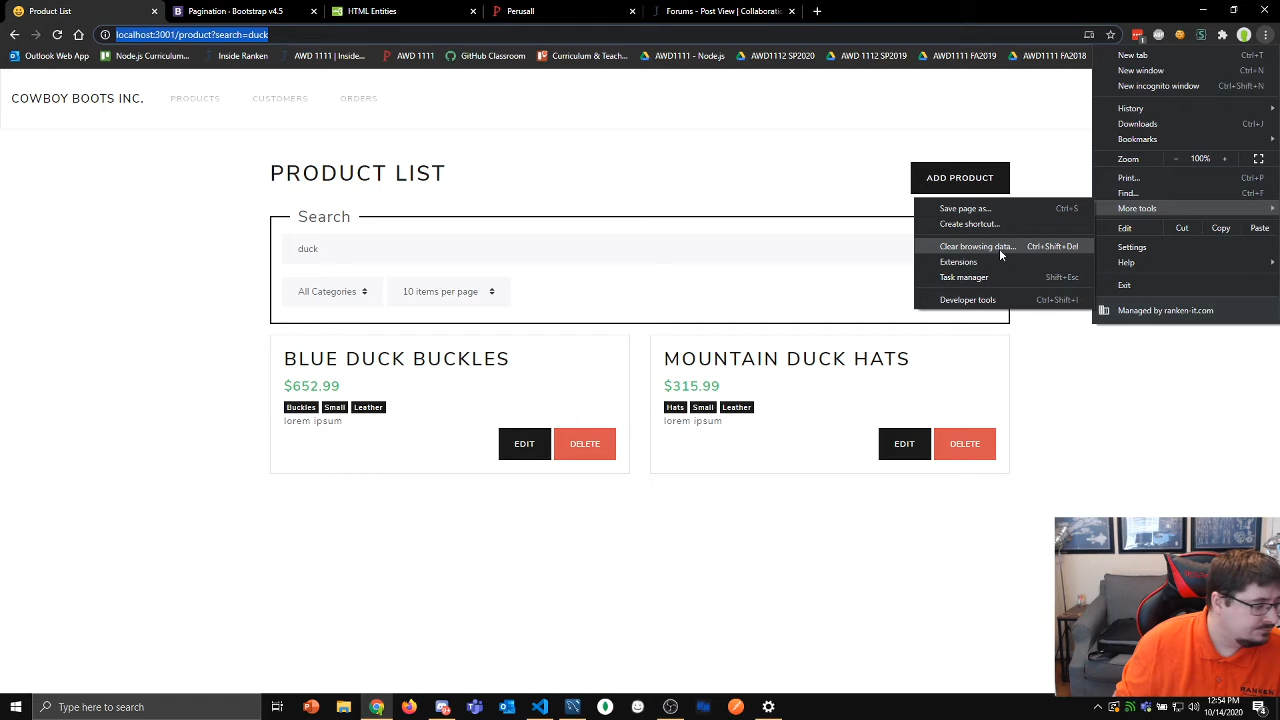 Product List
Pagination · Bootstrap v4.5
HTML Entities
Perusall
Forums - Post View | Collaboratic
localhost:3001/product?search=duck
Outlook Web App
Node.js Curriculum...
Inside Ranken
AWD 1111 | Inside...
AWD 1111
GitHub Classroom
Curriculum & Teach...
AWD1111 - Node.js
AWD 1112 SP2020
AWD 1112 SP2019
AWD1111 FA2019
AWD 1111 FA2018
New tab Ctrl+T
New window Ctrl+N
New incognito window Ctrl+Shift+N
History
Downloads Ctrl+J
Bookmarks
Zoom - 100% +
Print... Ctrl+P
Find... Ctrl+F
More tools
Edit Cut Copy Paste
Settings
Help
Exit
Managed by ranken-it.com
Save page as... Ctrl+S
Create shortcut...
Clear browsing data... Ctrl+Shift+Del
Extensions
Task manager Shift+Esc
Developer tools Ctrl+Shift+I
COWBOY BOOTS INC. PRODUCTS CUSTOMERS ORDERS
PRODUCT LIST
ADD PRODUCT
Search
duck
All Categories 10 items per page
BLUE DUCK BUCKLES
$652.99
Buckles Small Leather
lorem ipsum
EDIT DELETE
MOUNTAIN DUCK HATS
$315.99
Hats Small Leather
lorem ipsum
EDIT DELETE
RANKEN
Type here to search
12:54 PM
10/14/2020